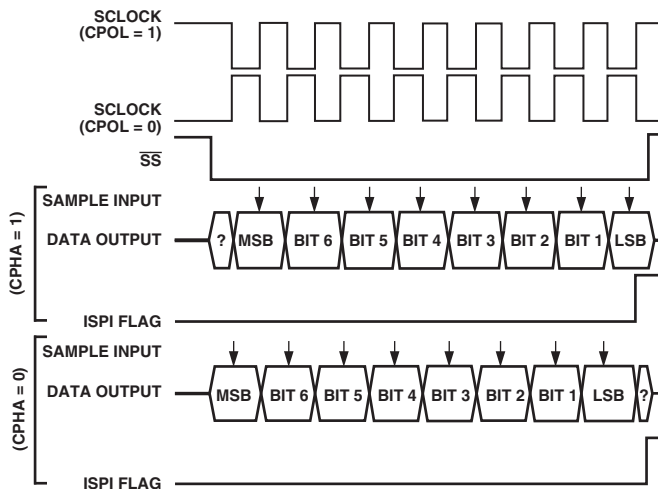 SCLOCK
(CPOL = 1)
SCLOCK
(CPOL = 0)
SS
(CPHA = 1)
SAMPLE INPUT
DATA OUTPUT
? MSB BIT 6 BIT 5 BIT 4 BIT 3 BIT 2 BIT 1 LSB
ISPI FLAG
(CPHA = 0)
SAMPLE INPUT
DATA OUTPUT
MSB BIT 6 BIT 5 BIT 4 BIT 3 BIT 2 BIT 1 LSB ?
ISPI FLAG